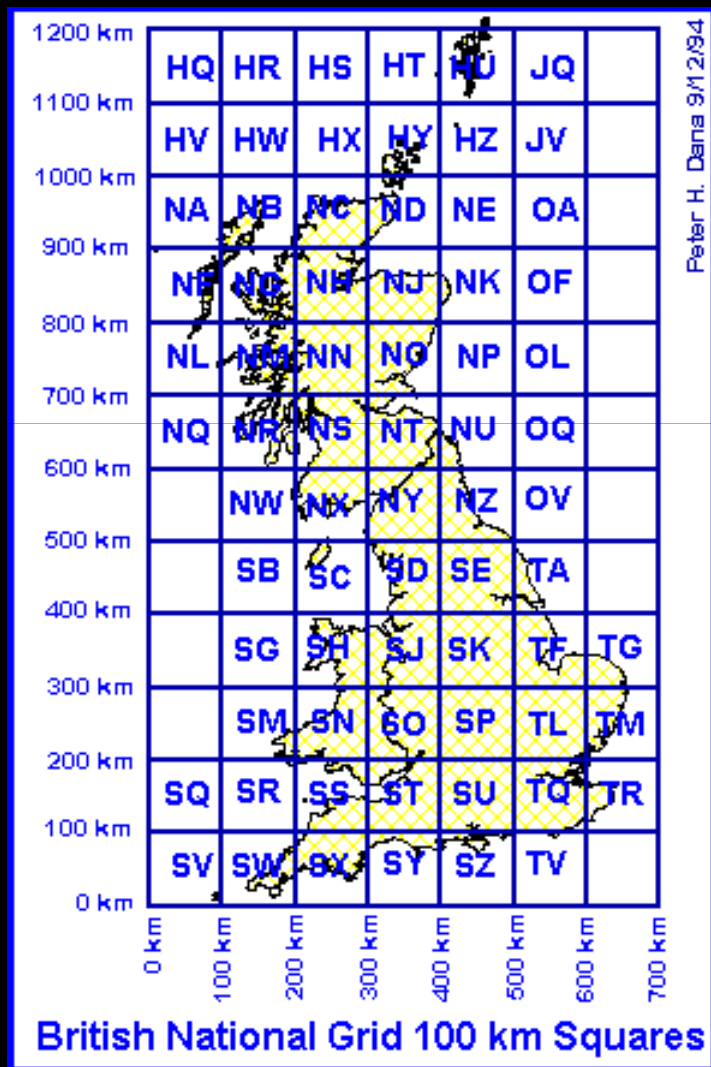 1200 km
HQ HR HS HT HU JQ
1100 km
HV HW HX HY HZ JV
1000 km
NA NB NC ND NE OA
900 km
NF NG NH NJ NK OF
800 km
NL NM NN NO NP OL
700 km
NQ NR NS NT NU OQ
600 km
NW NX NY NZ OV
500 km
SB SC SD SE TA
400 km
SG SH SJ SK TF TG
300 km
SM SN SO SP TL TM
200 km
SQ SR SS ST SU TQ TR
100 km
SV SW SX SY SZ TV
0 km
0 km 100 km 200 km 300 km 400 km 500 km 600 km 700 km
British National Grid 100 km Squares
Peter H. Dana 9/12/94